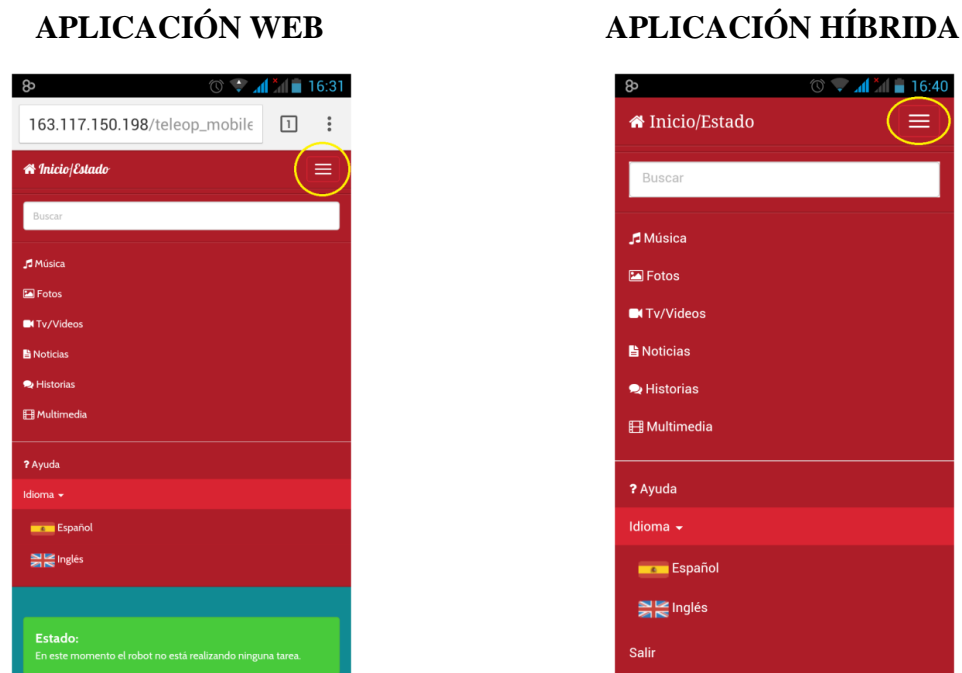 APLICACIÓN WEB
16:31
163.117.150.198/teleop_mobile
1
Inicio/Estado
Buscar
Música
Fotos
Tv/Videos
Noticias
Historias
Multimedia
? Ayuda
Idioma
Español
Inglés
Estado:
En este momento el robot no está realizando ninguna tarea.
APLICACIÓN HÍBRIDA
16:40
Inicio/Estado
Buscar
Música
Fotos
Tv/Videos
Noticias
Historias
Multimedia
? Ayuda
Idioma
Español
Inglés
Salir